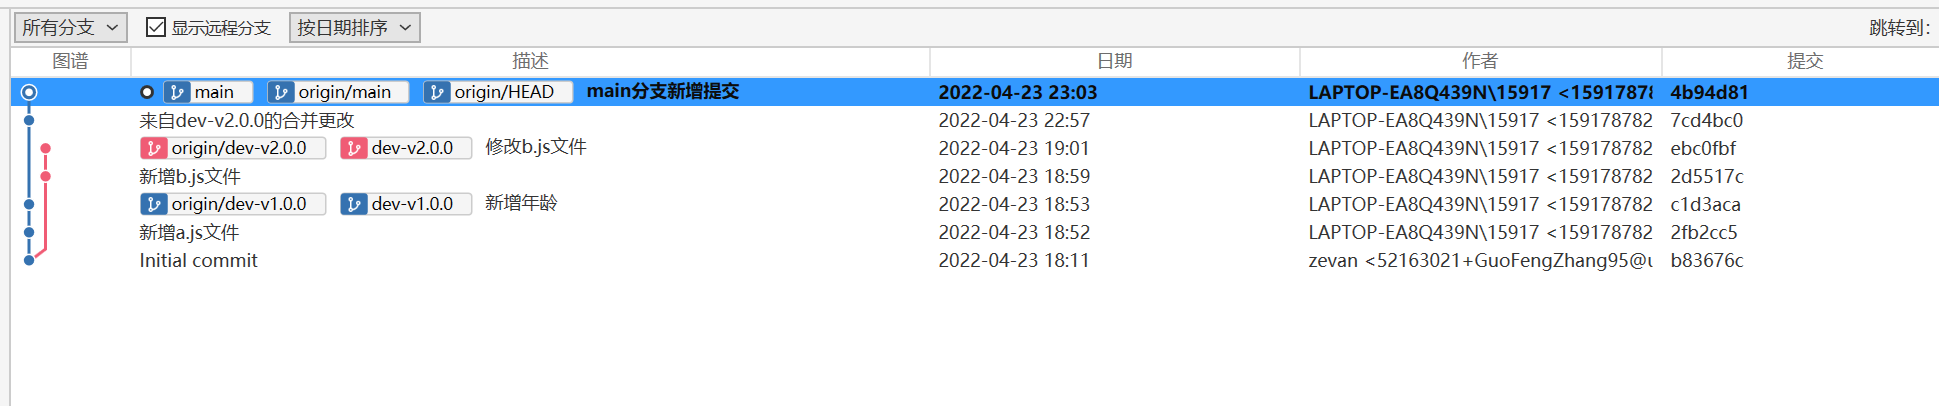 所有分支 显示远程分支 按日期排序 跳转到:
图谱 描述 日期 作者 提交
main origin/main origin/HEAD main分支新增提交 2022-04-23 23:03 LAPTOP-EA8Q439N\15917 <15917878 4b94d81
来自dev-v2.0.0的合并更改 2022-04-23 22:57 LAPTOP-EA8Q439N\15917 <159178782 7cd4bc0
origin/dev-v2.0.0 dev-v2.0.0 修改b.js文件 2022-04-23 19:01 LAPTOP-EA8Q439N\15917 <159178782 ebc0fbf
新增b.js文件 2022-04-23 18:59 LAPTOP-EA8Q439N\15917 <159178782 2d5517c
origin/dev-v1.0.0 dev-v1.0.0 新增年龄 2022-04-23 18:53 LAPTOP-EA8Q439N\15917 <159178782 c1d3aca
新增a.js文件 2022-04-23 18:52 LAPTOP-EA8Q439N\15917 <159178782 2fb2cc5
Initial commit 2022-04-23 18:11 zevan <52163021+GuoFengZhang95@u b83676c